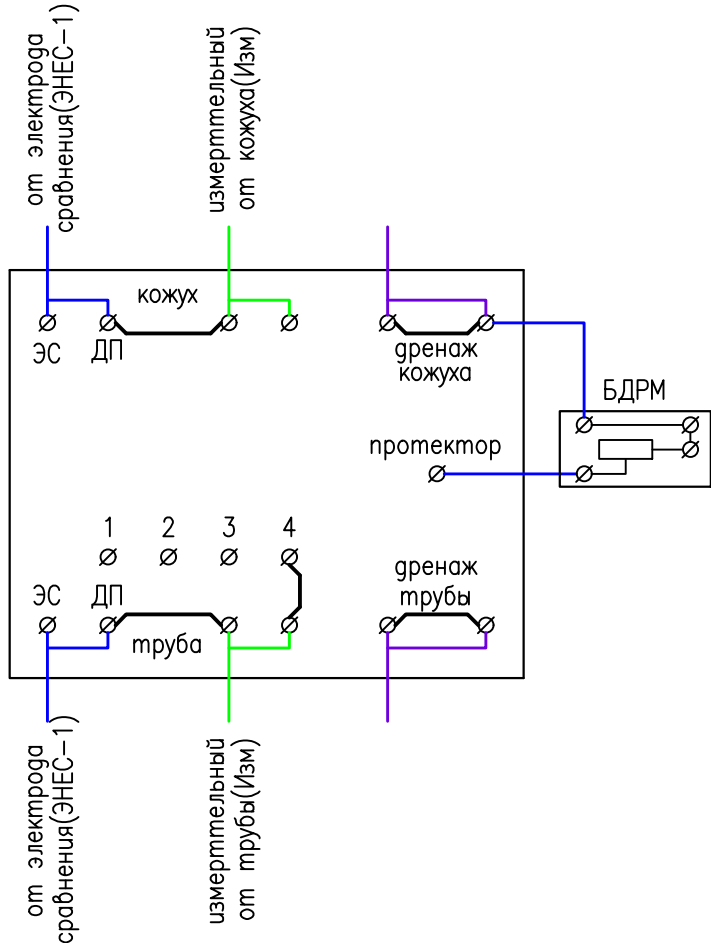 от электрода
сравнения(ЭНЕС-1)
измерттельный
от кожуха(Изм)
кожух
ЭС
ДП
дренаж
кожуха
БДРМ
протектор
1 2 3 4
ЭС
ДП
дренаж
трубы
труба
от электрода
сравнения(ЭНЕС-1)
измерттельный
от трубы(Изм)